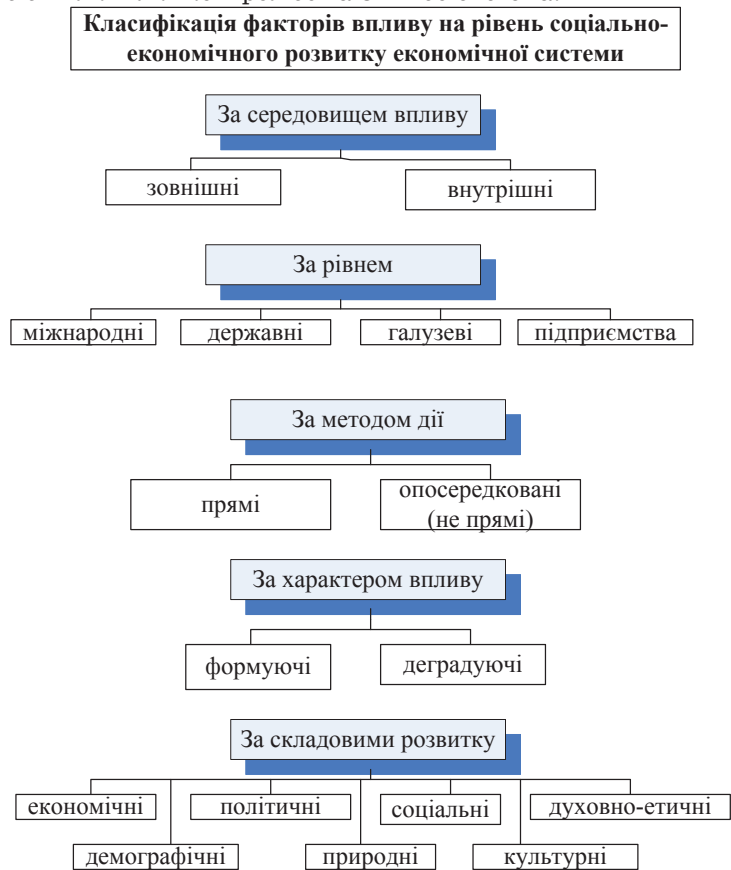 Класифікація факторів впливу на рівень соціально-
економічного розвитку економічної системи
За середовищем впливу
зовнішні
внутрішні
За рівнем
міжнародні
державні
галузеві
підприємства
За методом дії
прямі
опосередковані
(не прямі)
За характером впливу
формуючі
деградуючі
За складовими розвитку
економічні
політичні
соціальні
духовно-етичні
демографічні
природні
культурні